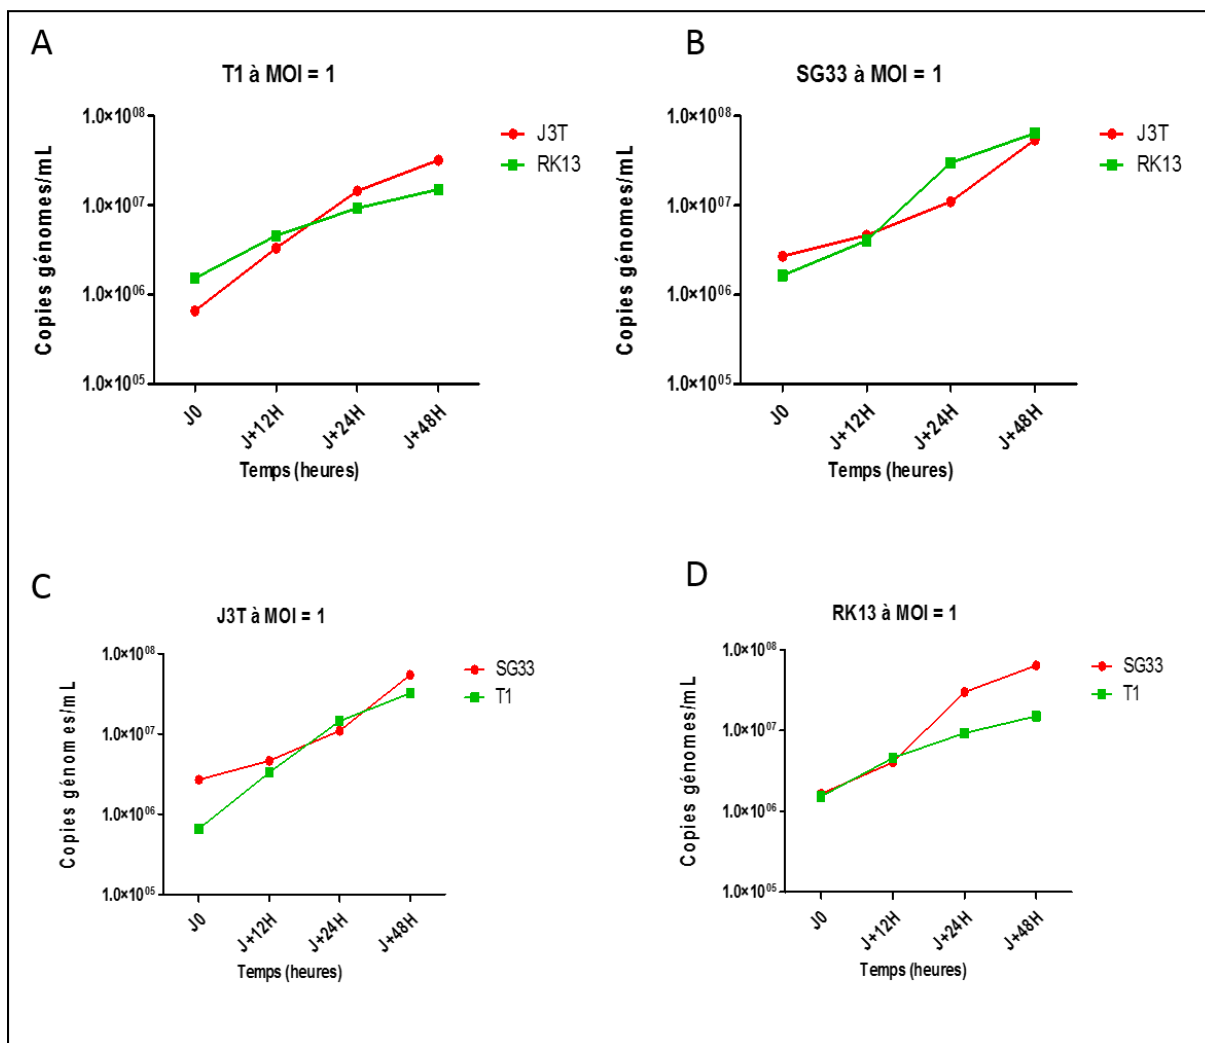 A
T1 à MOI = 1
1.0×10⁰⁸
1.0×10⁰⁷
1.0×10⁰⁶
1.0×10⁰⁵
Copies génomes/mL
J0
J+12H
J+24H
J+48H
Temps (heures)
J3T
RK13
B
SG33 à MOI = 1
1.0×10⁰⁸
1.0×10⁰⁷
1.0×10⁰⁶
1.0×10⁰⁵
Copies génomes/mL
J0
J+12H
J+24H
J+48H
Temps (heures)
J3T
RK13
C
J3T à MOI = 1
1.0×10⁰⁸
1.0×10⁰⁷
1.0×10⁰⁶
1.0×10⁰⁵
Copies génomes/mL
J0
J+12H
J+24H
J+48H
Temps (heures)
SG33
T1
D
RK13 à MOI = 1
1.0×10⁰⁸
1.0×10⁰⁷
1.0×10⁰⁶
1.0×10⁰⁵
Copies génomes/mL
J0
J+12H
J+24H
J+48H
Temps (heures)
SG33
T1